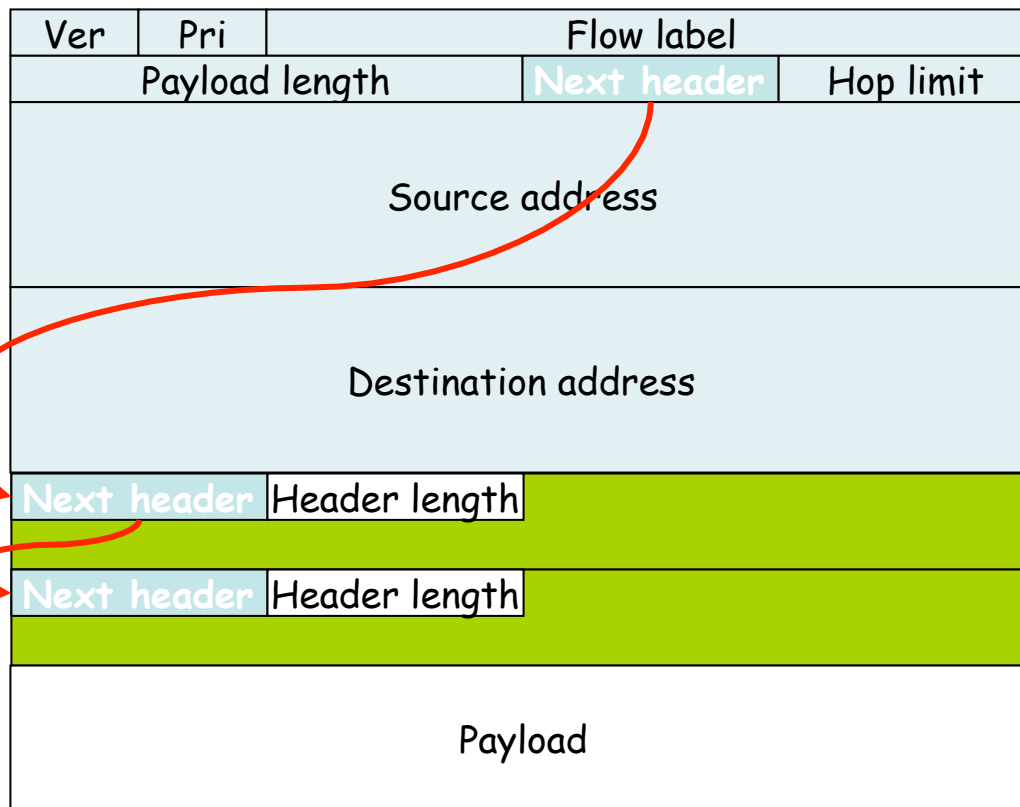 Ver Pri Flow label
Payload length Next header Hop limit
Source address
Destination address
Next header Header length
Next header Header length
Payload